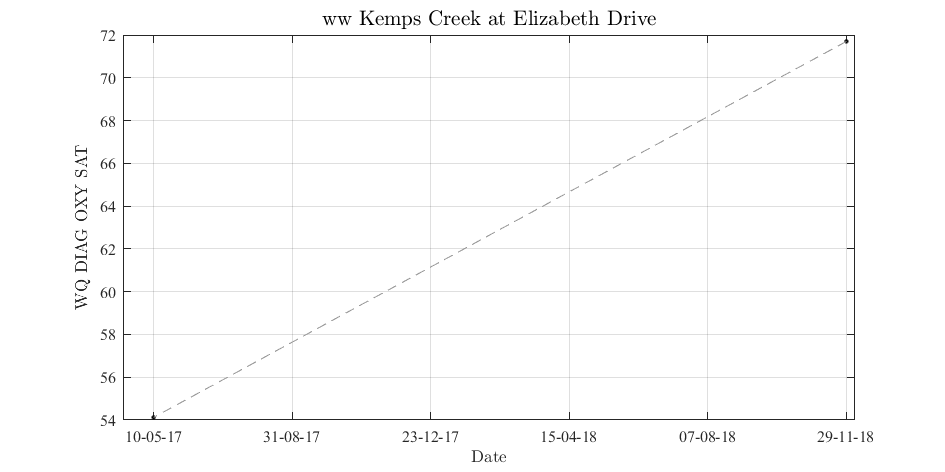 ww Kemps Creek at Elizabeth Drive
WQ DIAG OXY SAT
72
70
68
66
64
62
60
58
56
54
10-05-17 31-08-17 23-12-17 15-04-18 07-08-18 29-11-18
Date